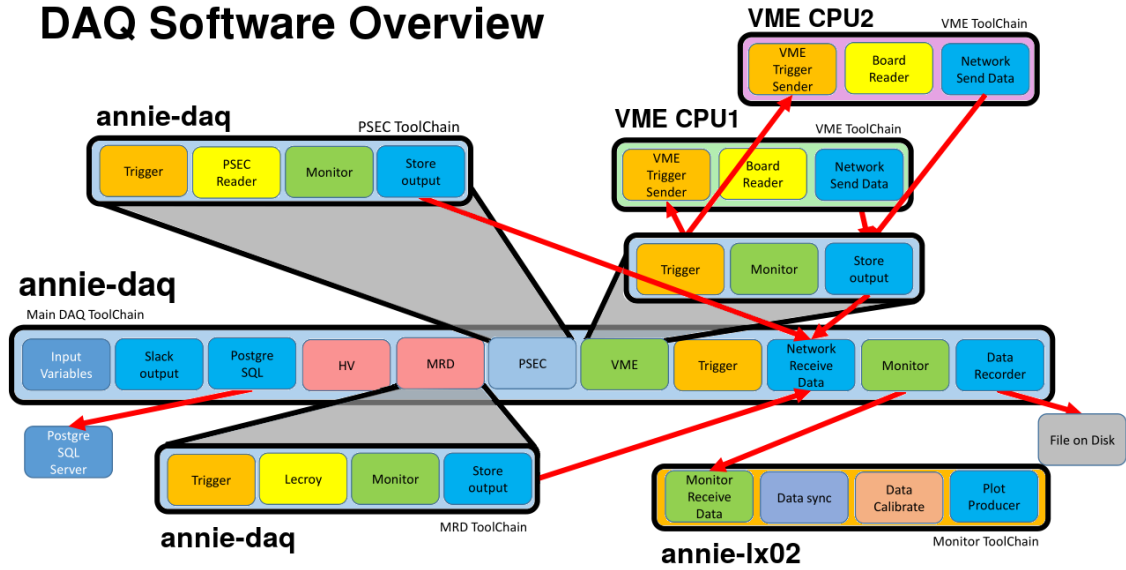 DAQ Software Overview
VME CPU2
VME ToolChain
VME
Trigger
Sender
Board
Reader
Network
Send Data
annie-daq
PSEC ToolChain
Trigger
PSEC
Reader
Monitor
Store
output
VME CPU1
VME ToolChain
VME
Trigger
Sender
Board
Reader
Network
Send Data
Trigger
Monitor
Store
output
annie-daq
Main DAQ ToolChain
Input
Variables
Slack
output
Postgre
SQL
HV
MRD
PSEC
VME
Trigger
Network
Receive
Data
Monitor
Data
Recorder
Postgre
SQL
Server
File on Disk
Trigger
Lecroy
Monitor
Store
output
MRD ToolChain
annie-daq
Monitor
Receive
Data
Data sync
Data
Calibrate
Plot
Producer
Monitor ToolChain
annie-lx02